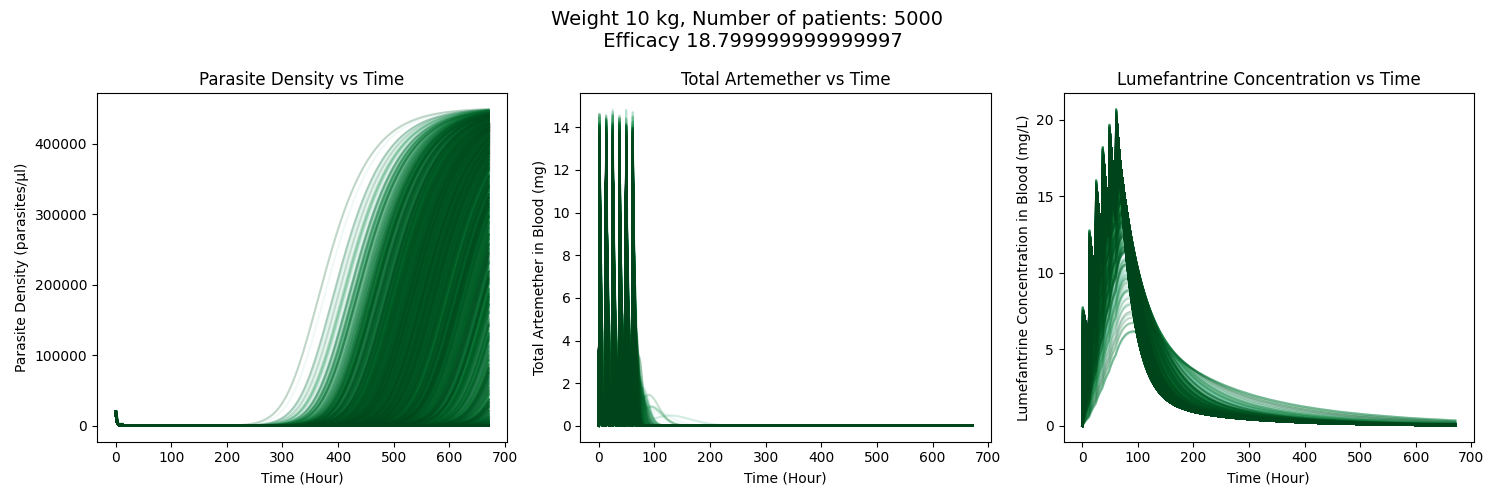 Weight 10 kg, Number of patients: 5000
Efficacy 18.799999999999997
Parasite Density vs Time
Parasite Density (parasites/µl)
400000
300000
200000
100000
0
0 100 200 300 400 500 600 700
Time (Hour)
Total Artemether vs Time
Total Artemether in Blood (mg)
14
12
10
8
6
4
2
0
0 100 200 300 400 500 600 700
Time (Hour)
Lumefantrine Concentration vs Time
Lumefantrine Concentration in Blood (mg/L)
20
15
10
5
0
0 100 200 300 400 500 600 700
Time (Hour)